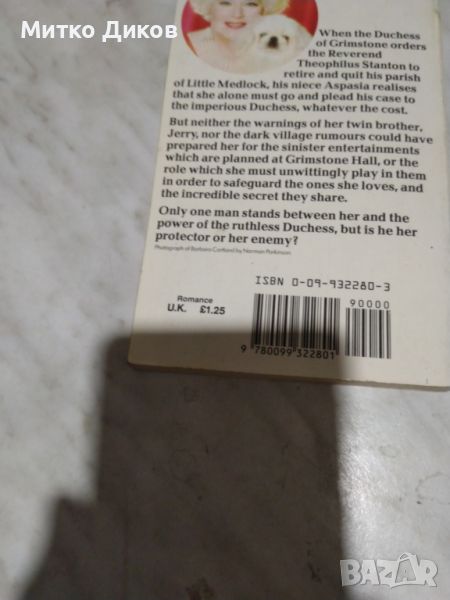 Митко Диков
When the Duchess
of Grimstone orders
the Reverend
Theophilus Stanton to
retire and quit his parish
of Little Medlock, his niece Aspasia realises
that she alone must go and plead his case to
the imperious Duchess, whatever the cost.
But neither the warnings of her twin brother,
Jerry, nor the dark village rumours could have
prepared her for the sinister entertainments
which are planned at Grimstone Hall, or the
role which she must unwittingly play in them
in order to safeguard the ones she loves, and
the incredible secret they share.
Only one man stands between her and the
power of the ruthless Duchess, but is he her
protector or her enemy?
Photograph of Barbara Cartland by Norman Parkinson
ISBN 0-09-932280-3
Romance
U.K. £1.25
90000
9 780099 322801
BAZAR